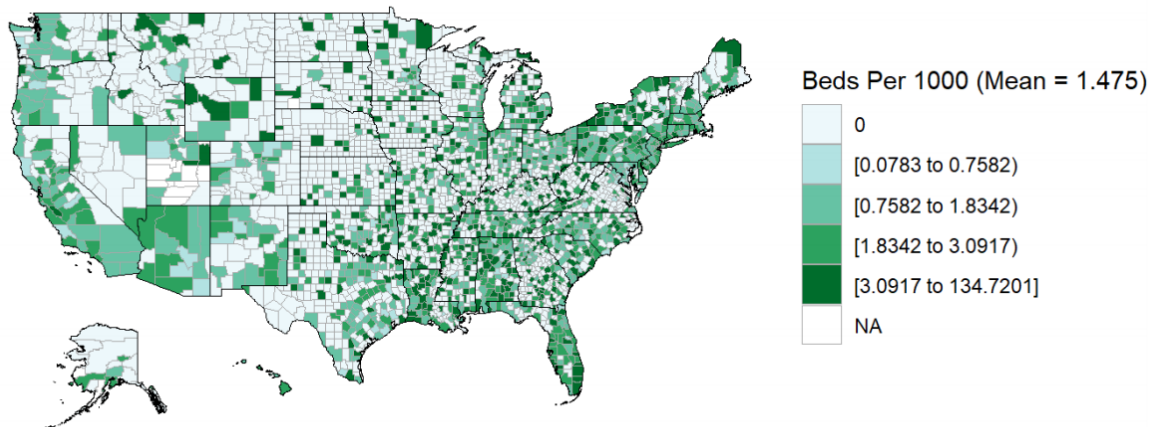 Beds Per 1000 (Mean = 1.475)
0
[0.0783 to 0.7582)
[0.7582 to 1.8342)
[1.8342 to 3.0917)
[3.0917 to 134.7201]
NA